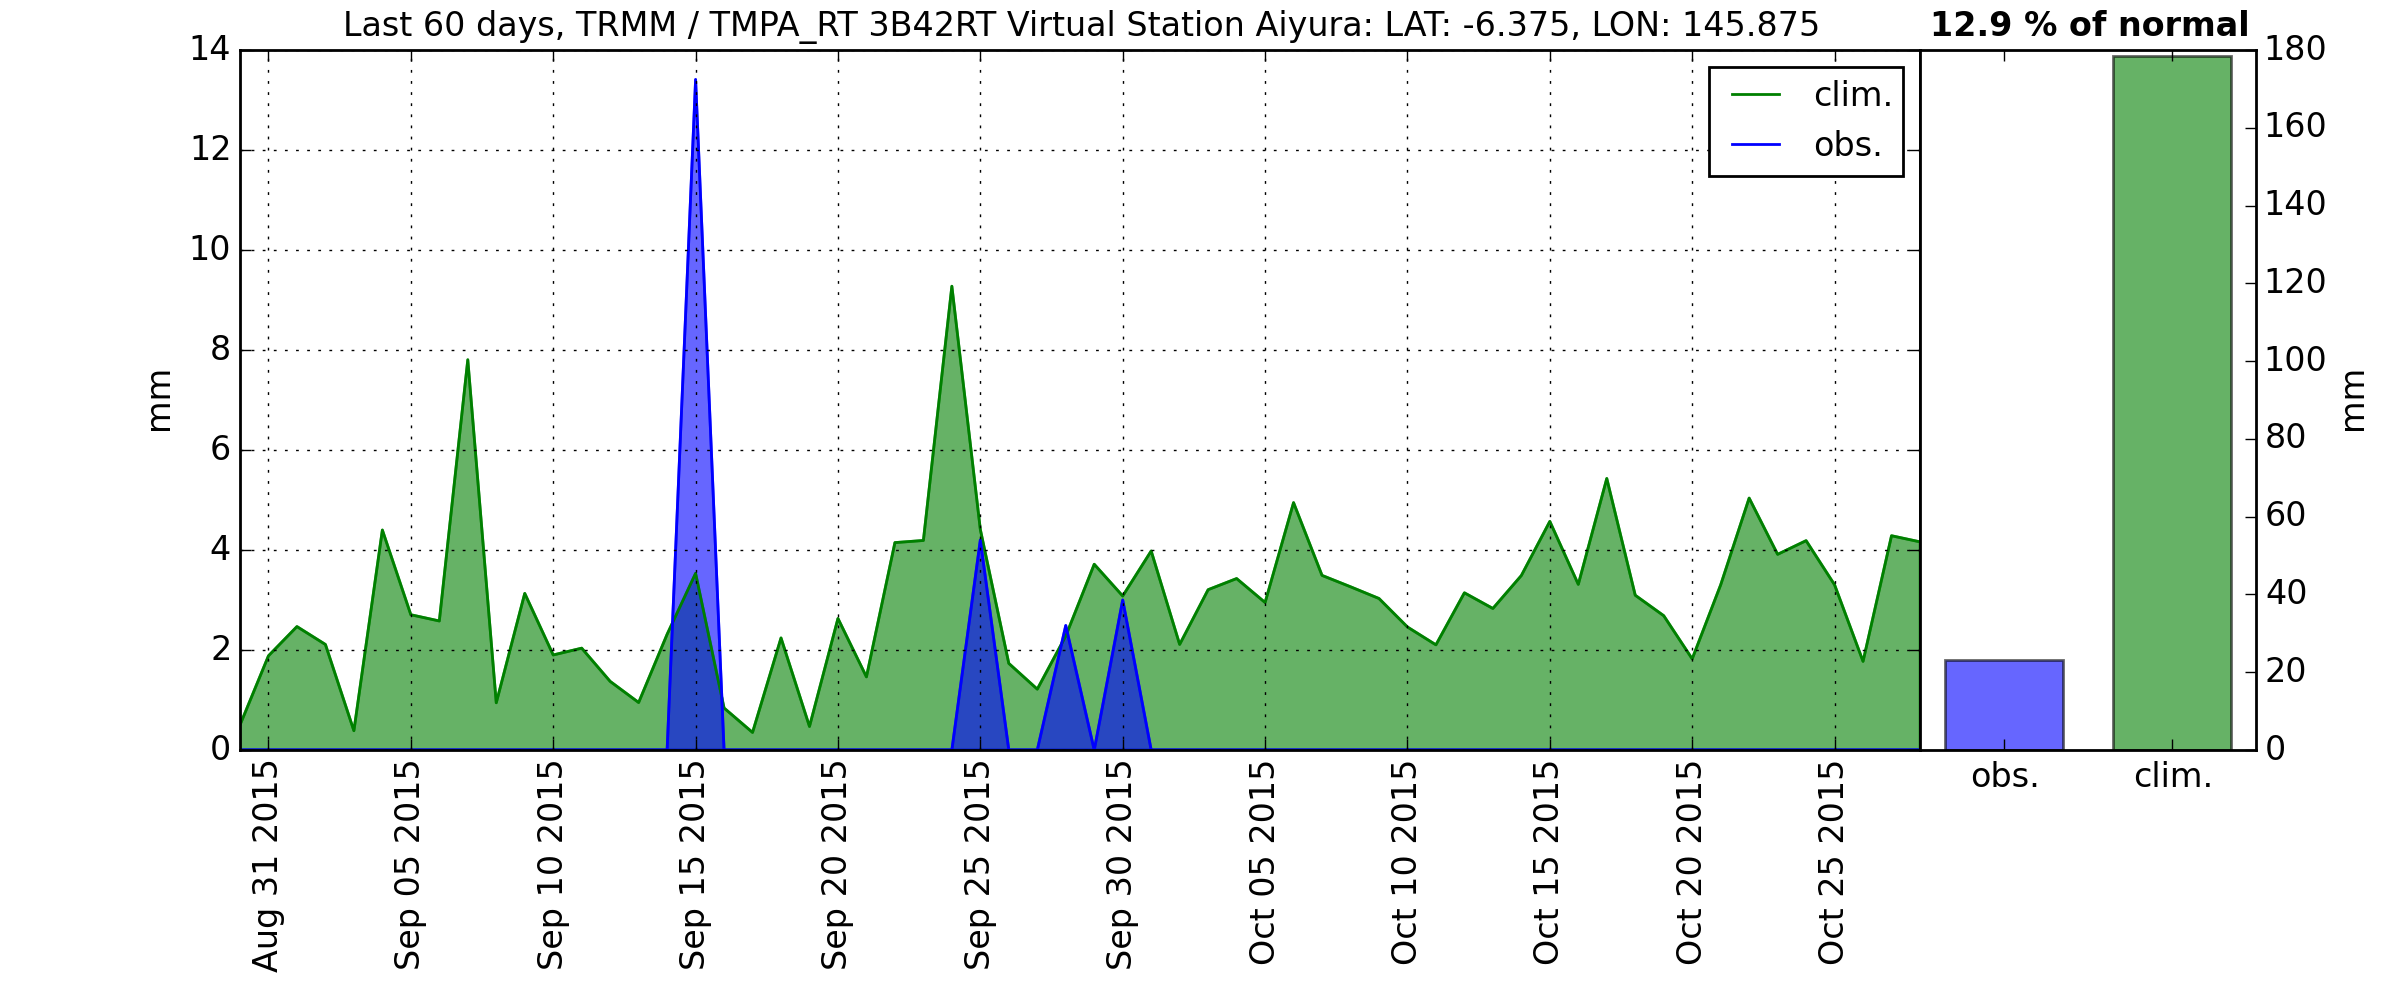 Last 60 days, TRMM / TMPA_RT 3B42RT Virtual Station Aiyura: LAT: -6.375, LON: 145.875
12.9 % of normal
14
12
10
8
6
4
2
0
mm
clim.
obs.
Aug 31 2015
Sep 05 2015
Sep 10 2015
Sep 15 2015
Sep 20 2015
Sep 25 2015
Sep 30 2015
Oct 05 2015
Oct 10 2015
Oct 15 2015
Oct 20 2015
Oct 25 2015
180
160
140
120
100
80
60
40
20
0
mm
obs.
clim.